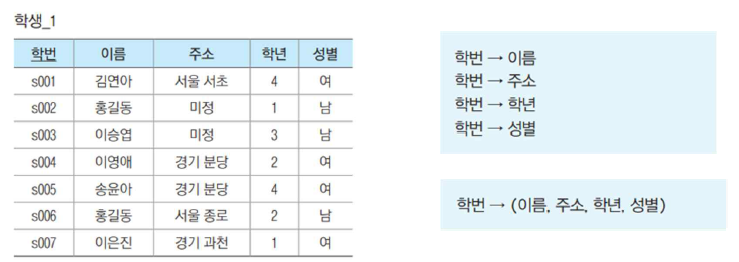 학생_1
학번 이름 주소 학년 성별
s001 김연아 서울 서초 4 여
s002 홍길동 미정 1 남
s003 이승엽 미정 3 남
s004 이영애 경기 분당 2 여
s005 송윤아 경기 분당 4 여
s006 홍길동 서울 종로 2 남
s007 이은진 경기 과천 1 여
학번 → 이름
학번 → 주소
학번 → 학년
학번 → 성별
학번 → (이름, 주소, 학년, 성별)